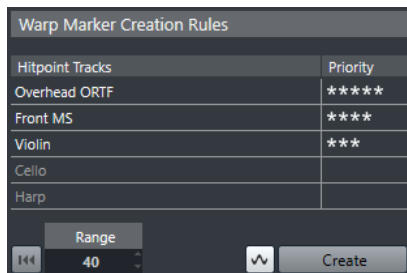 Warp Marker Creation Rules
Hitpoint Tracks Priority
Overhead ORTF *****
Front MS ****
Violin ***
Cello
Harp
Range
40 Create